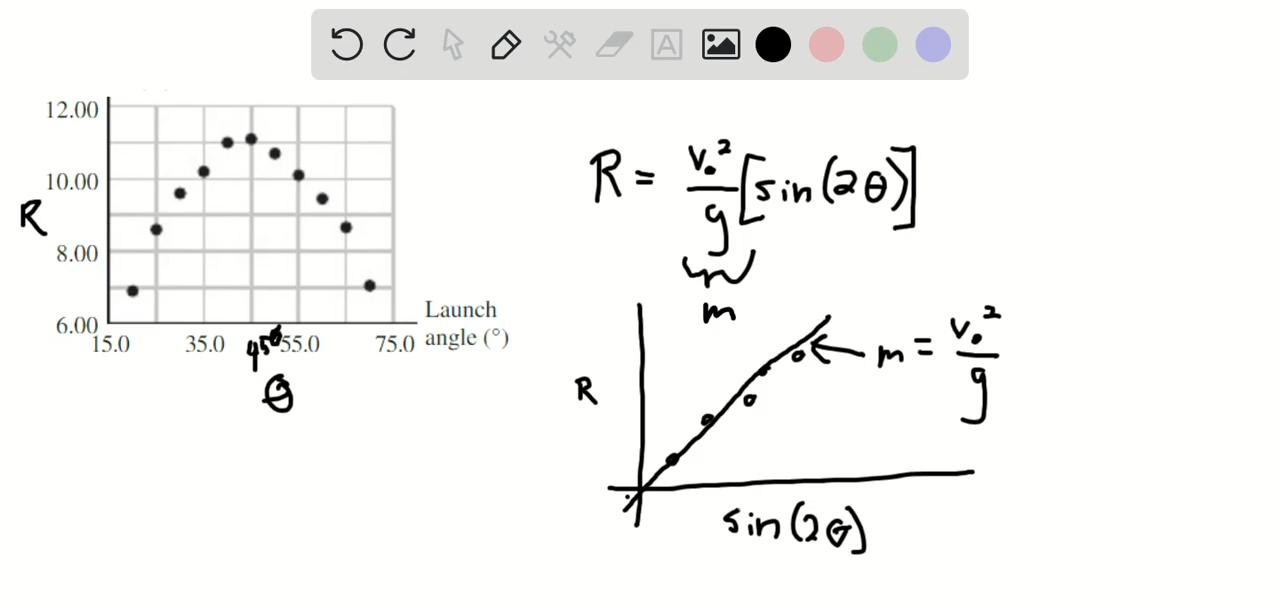 A
12.00
10.00
R
8.00
6.00
15.0 35.0 45° 55.0 75.0
Launch
angle (°)
θ
R = v₀²/g [sin(2θ)]
m
R
m = v₀²/g
sin(2θ)